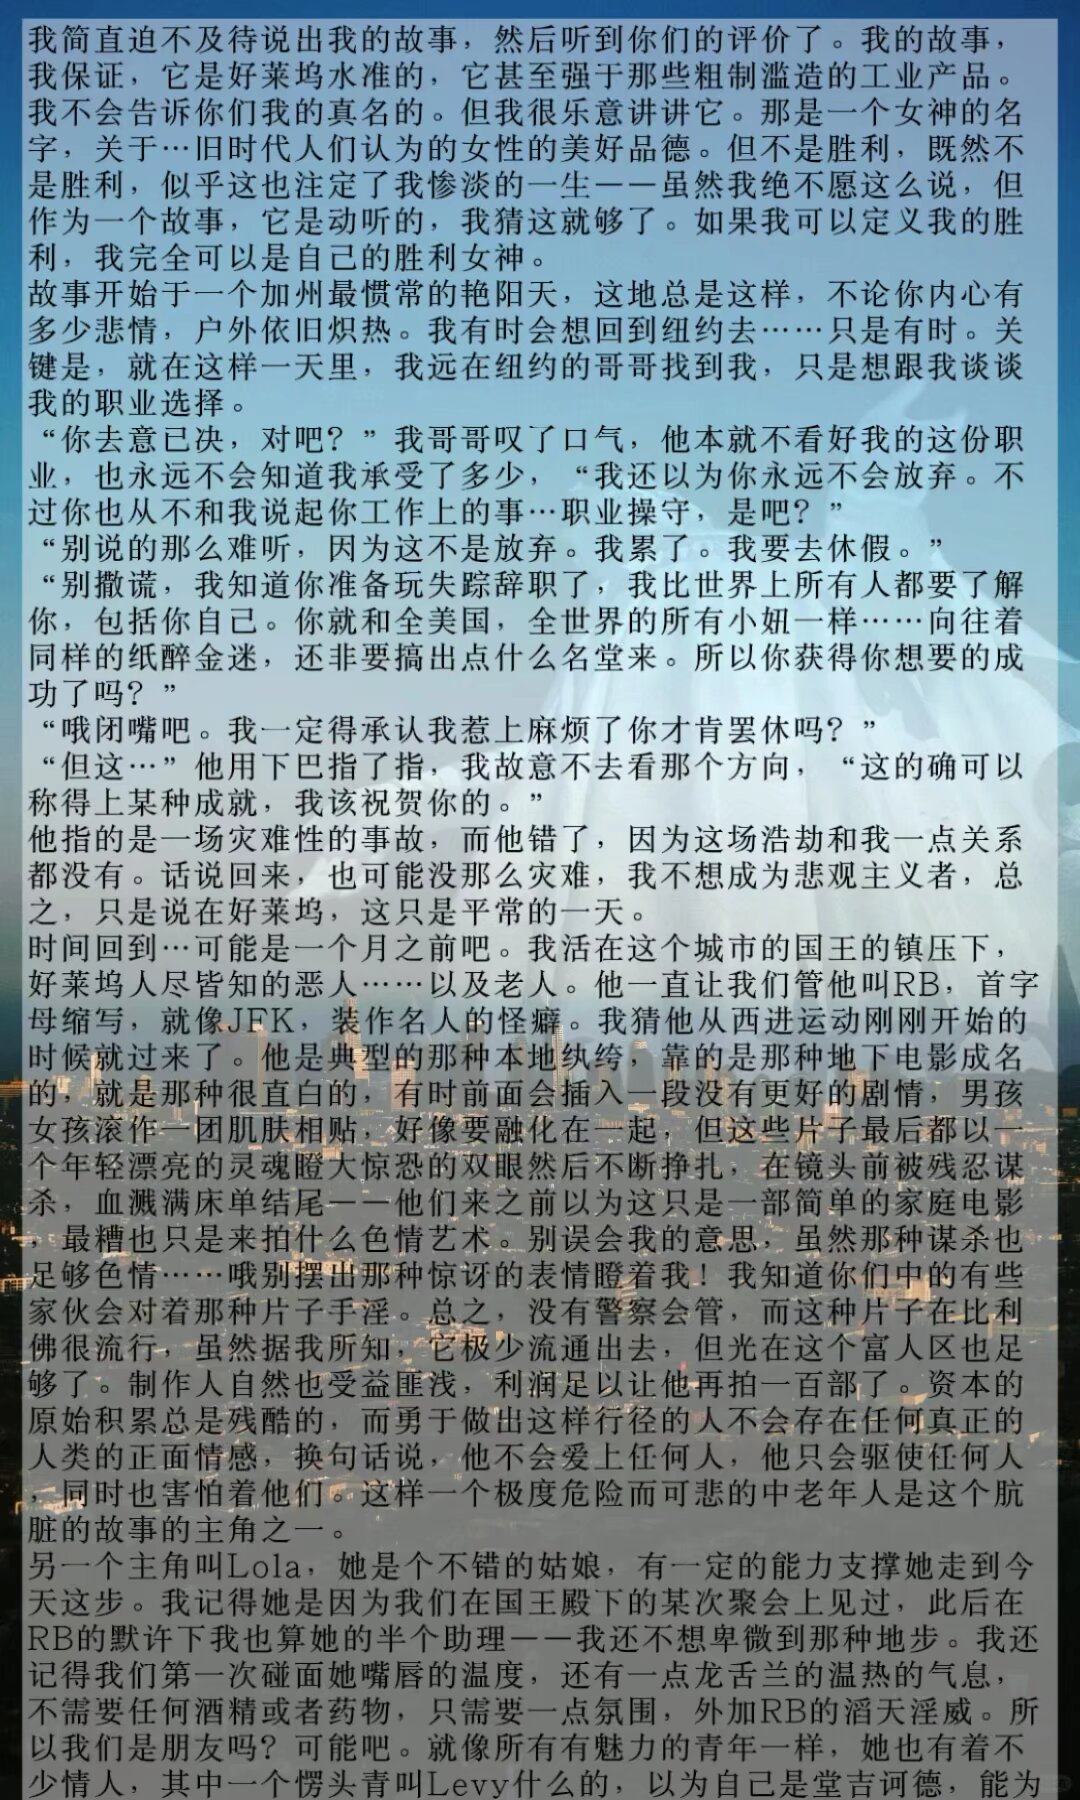 我简直迫不及待说出我的故事，然后听到你们的评价了。我的故事，
我保证，它是好莱坞水准的，它甚至强于那些粗制滥造的工业产品。
我不会告诉你们我的真名的。但我很乐意讲讲它。那是一个女神的名
字，关于…旧时代人们认为的女性的美好品德。但不是胜利，既然不
是胜利，似乎这也注定了我惨淡的一生——虽然我绝不愿这么说，但
作为一个故事，它是动听的，我猜这就够了。如果我可以定义我的胜
利，我完全可以是自己的胜利女神。
故事开始于一个加州最惯常的艳阳天，这地总是这样，不论你内心有
多少悲情，户外依旧炽热。我有时会想回到纽约去……只是有时。关
键是，就在这样一天里，我远在纽约的哥哥找到我，只是想跟我谈谈
我的职业选择。
“你去意已决，对吧？”我哥哥叹了口气，他本就不看好我的这份职
业，也永远不会知道我承受了多少，“我还以为你永远不会放弃。不
过你也从不和我说起你工作上的事…职业操守，是吧？”
“别说的那么难听，因为这不是放弃。我累了。我要去休假。”
“别撒谎，我知道你准备玩失踪辞职了，我比世界上所有人都要了解
你，包括你自己。你就和全美国，全世界的所有小妞一样……向往着
同样的纸醉金迷，还非要搞出点什么名堂来。所以你获得你想要的成
功了吗？”
“哦闭嘴吧。我一定得承认我惹上麻烦了你才肯罢休吗？”
“但这…”他用下巴指了指，我故意不去看那个方向，“这的确可以
称得上某种成就，我该祝贺你的。”
他指的是一场灾难性的事故，而他错了，因为这场浩劫和我一点关系
都没有。话说回来，也可能没那么灾难，我不想成为悲观主义者，总
之，只是说在好莱坞，这只是平常的一天。
时间回到…可能是一个月之前吧。我活在这个城市的国王的镇压下，
好莱坞人尽皆知的恶人……以及老人。他一直让我们管他叫RB，首字
母缩写，就像JFK，装作名人的怪癖。我猜他从西进运动刚刚开始的
时候就过来了。他是典型的那种本地纨绔，靠的是那种地下电影成名
的，就是那种很直白的，有时前面会插入一段没有更好的剧情，男孩
女孩滚作一团肌肤相贴，好像要融化在一起，但这些片子最后都以一
个年轻漂亮的灵魂瞪大惊恐的双眼然后不断挣扎，在镜头前被残忍谋
杀，血溅满床单结尾——他们来之前以为这只是一部简单的家庭电影
，最糟也只是来拍什么色情艺术。别误会我的意思，虽然那种谋杀也
足够色情……哦别摆出那种惊讶的表情瞪着我！我知道你们中的有些
家伙会对着那种片子手淫。总之，没有警察会管，而这种片子在比利
佛很流行，虽然据我所知，它极少流通出去，但光在这个富人区也足
够了。制作人自然也受益匪浅，利润足以让他再拍一百部了。资本的
原始积累总是残酷的，而勇于做出这样行径的人不会存在任何真正的
人类的正面情感，换句话说，他不会爱上任何人，他只会驱使任何人
，同时也害怕着他们。这样一个极度危险而可悲的中老年人是这个肮
脏的故事的主角之一。
另一个主角叫Lola，她是个不错的姑娘，有一定的能力支撑她走到今
天这步。我记得她是因为我们在国王殿下的某次聚会上见过，此后在
RB的默许下我也算她的半个助理——我还不想卑微到那种地步。我还
记得我们第一次碰面她嘴唇的温度，还有一点龙舌兰的温热的气息，
不需要任何酒精或者药物，只需要一点氛围，外加RB的滔天淫威。所
以我们是朋友吗？可能吧。就像所有有魅力的青年一样，她也有着不
少情人，其中一个愣头青叫Levy什么的，以为自己是堂吉诃德，能为